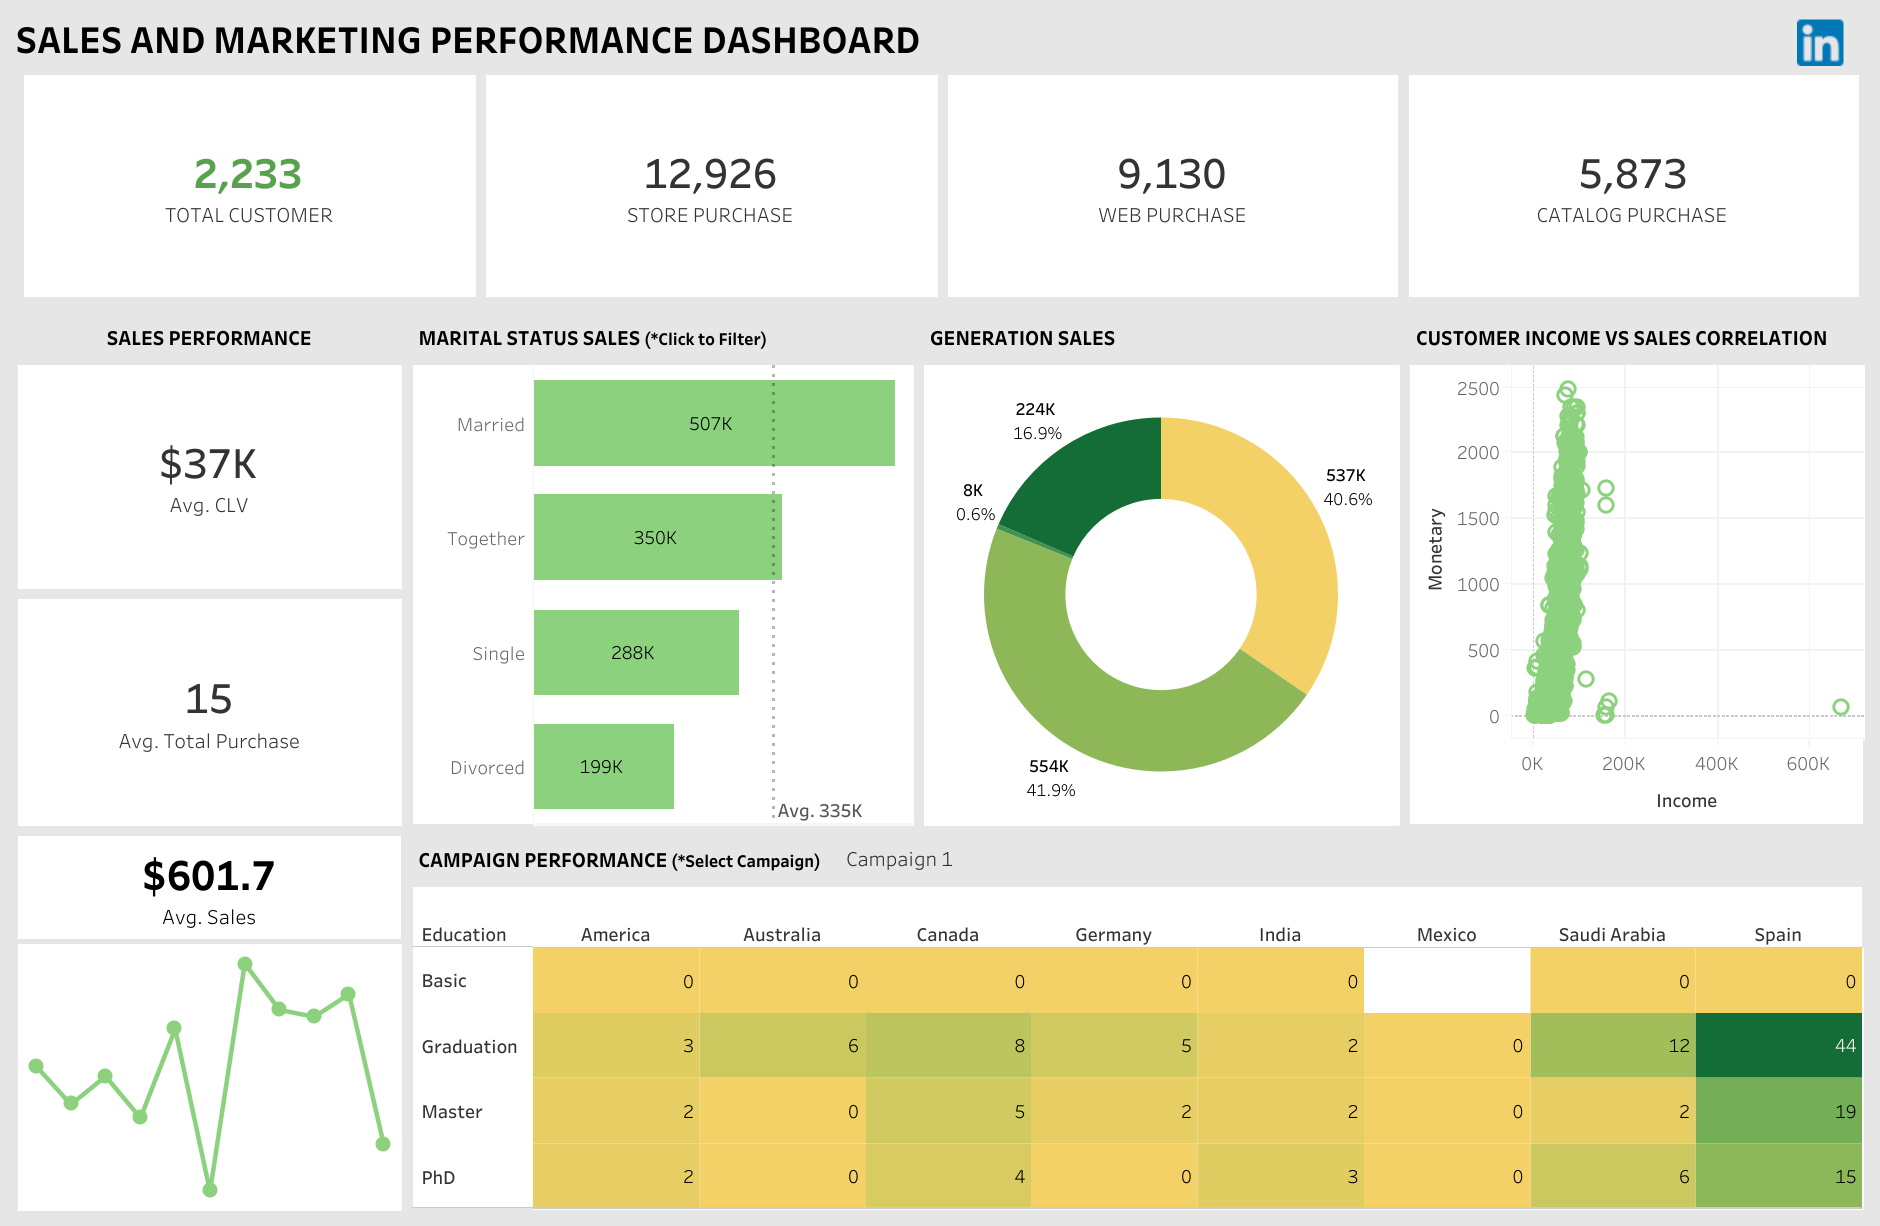 SALES AND MARKETING PERFORMANCE DASHBOARD
in
2,233
TOTAL CUSTOMER
12,926
STORE PURCHASE
9,130
WEB PURCHASE
5,873
CATALOG PURCHASE
SALES PERFORMANCE
$37K
Avg. CLV
15
Avg. Total Purchase
$601.7
Avg. Sales
MARITAL STATUS SALES (*Click to Filter)
Married 507K
Together 350K
Single 288K
Divorced 199K
Avg. 335K
GENERATION SALES
224K
16.9%
8K
0.6%
537K
40.6%
554K
41.9%
CUSTOMER INCOME VS SALES CORRELATION
Monetary
2500
2000
1500
1000
500
0
0K 200K 400K 600K
Income
CAMPAIGN PERFORMANCE (*Select Campaign) Campaign 1
Education America Australia Canada Germany India Mexico Saudi Arabia Spain
Basic 0 0 0 0 0 0 0
Graduation 3 6 8 5 2 0 12 44
Master 2 0 5 2 2 0 2 19
PhD 2 0 4 0 3 0 6 15